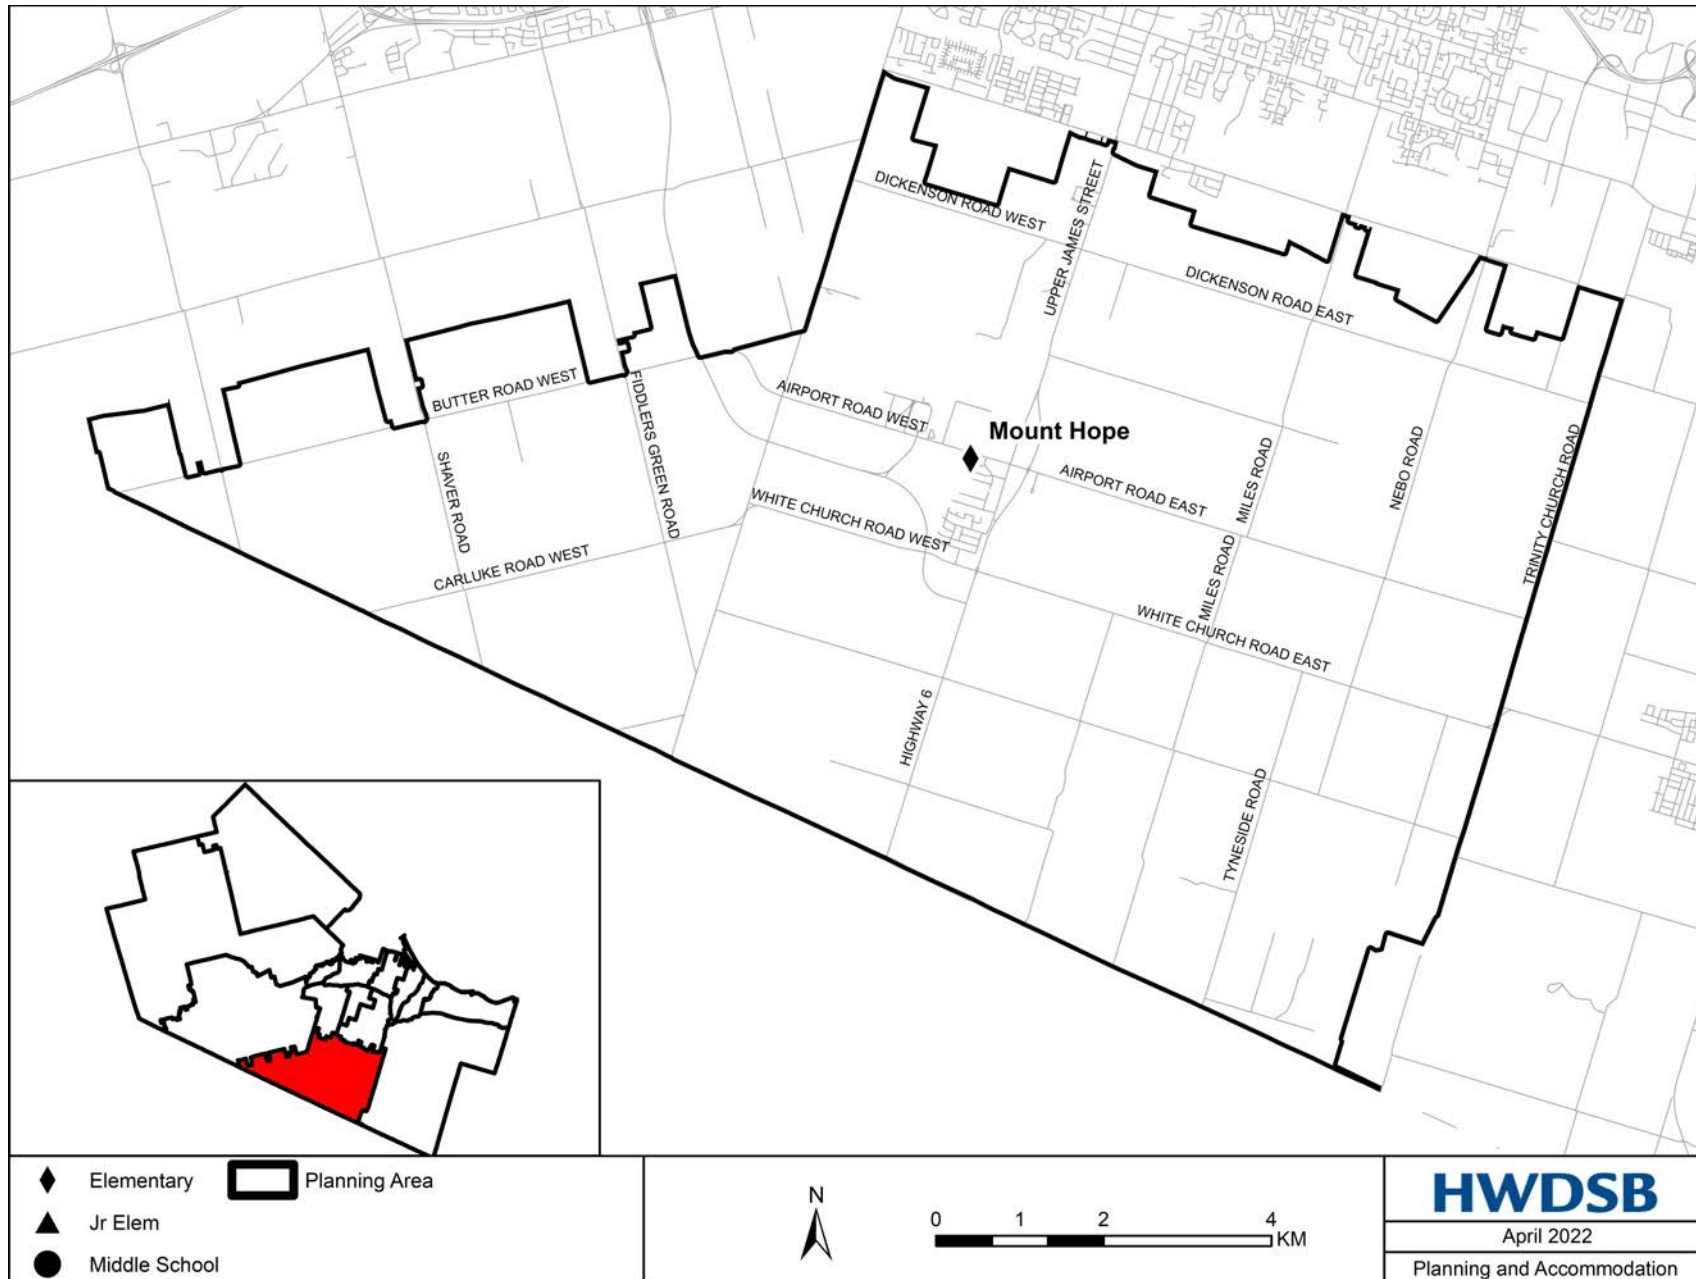 DICKENSON ROAD WEST
UPPER JAMES STREET
DICKENSON ROAD EAST
BUTTER ROAD WEST
FIDDLERS GREEN ROAD
AIRPORT ROAD WEST
Mount Hope
AIRPORT ROAD EAST
MILES ROAD
NEBO ROAD
TRINITY CHURCH ROAD
SHAVER ROAD
WHITE CHURCH ROAD WEST
CARLUKE ROAD WEST
MILES ROAD
WHITE CHURCH ROAD EAST
HIGHWAY 6
TYNESIDE ROAD
Elementary
Planning Area
Jr Elem
Middle School
N
0 1 2 4
KM
HWDSB
April 2022
Planning and Accommodation